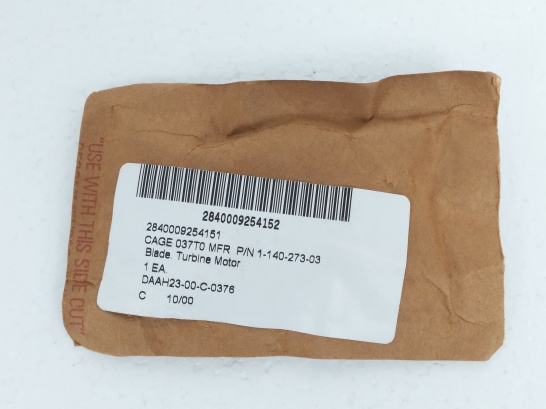 2840009254152
2840009254151
CAGE 037T0 MFR P/N 1-140-273-03
Blade, Turbine Motor
1 EA.
DAAH23-00-C-0376
C 10/00
"USE WITH THIS SIDE OUT"